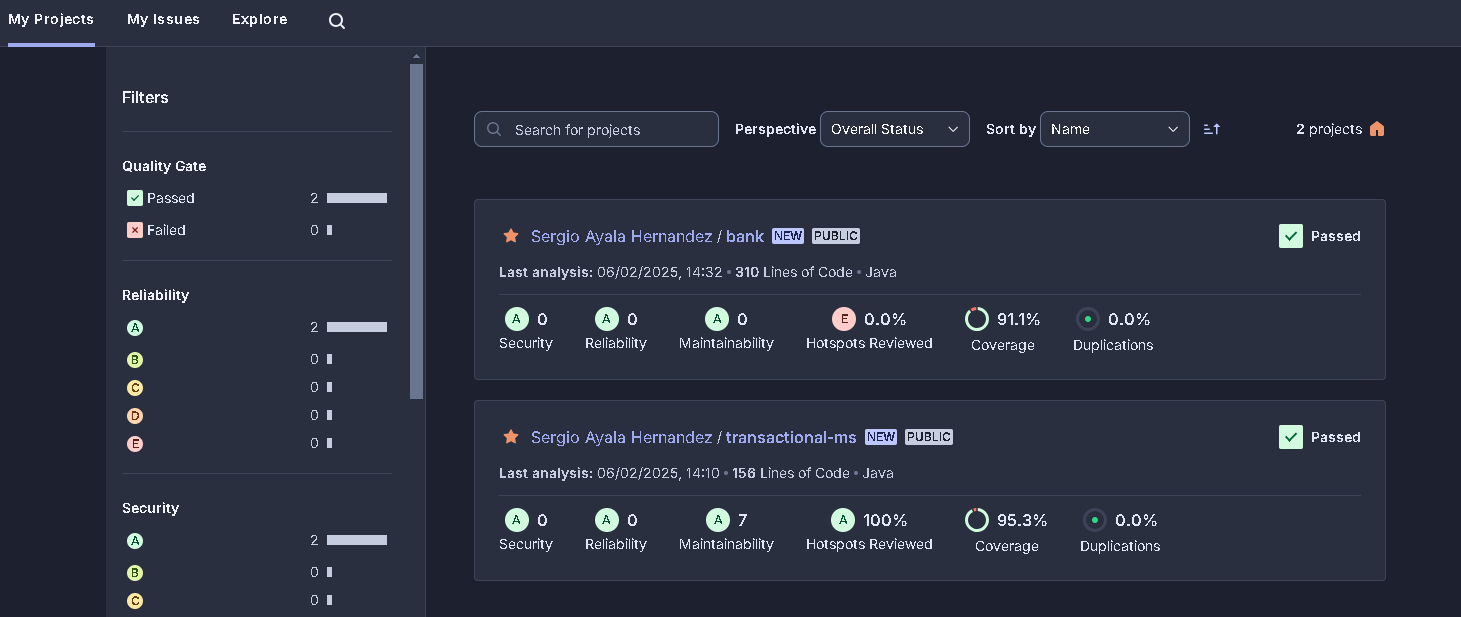 My Projects My Issues Explore
Filters
Quality Gate
Passed 2
Failed 0
Reliability
A 2
B 0
C 0
D 0
E 0
Security
A 2
B 0
C 0
Search for projects Perspective Overall Status Sort by Name 2 projects
Sergio Ayala Hernandez / bank NEW PUBLIC Passed
Last analysis: 06/02/2025, 14:32 • 310 Lines of Code • Java
A 0 A 0 A 0 E 0.0% 91.1% 0.0%
Security Reliability Maintainability Hotspots Reviewed Coverage Duplications
Sergio Ayala Hernandez / transactional-ms NEW PUBLIC Passed
Last analysis: 06/02/2025, 14:10 • 156 Lines of Code • Java
A 0 A 0 A 7 A 100% 95.3% 0.0%
Security Reliability Maintainability Hotspots Reviewed Coverage Duplications